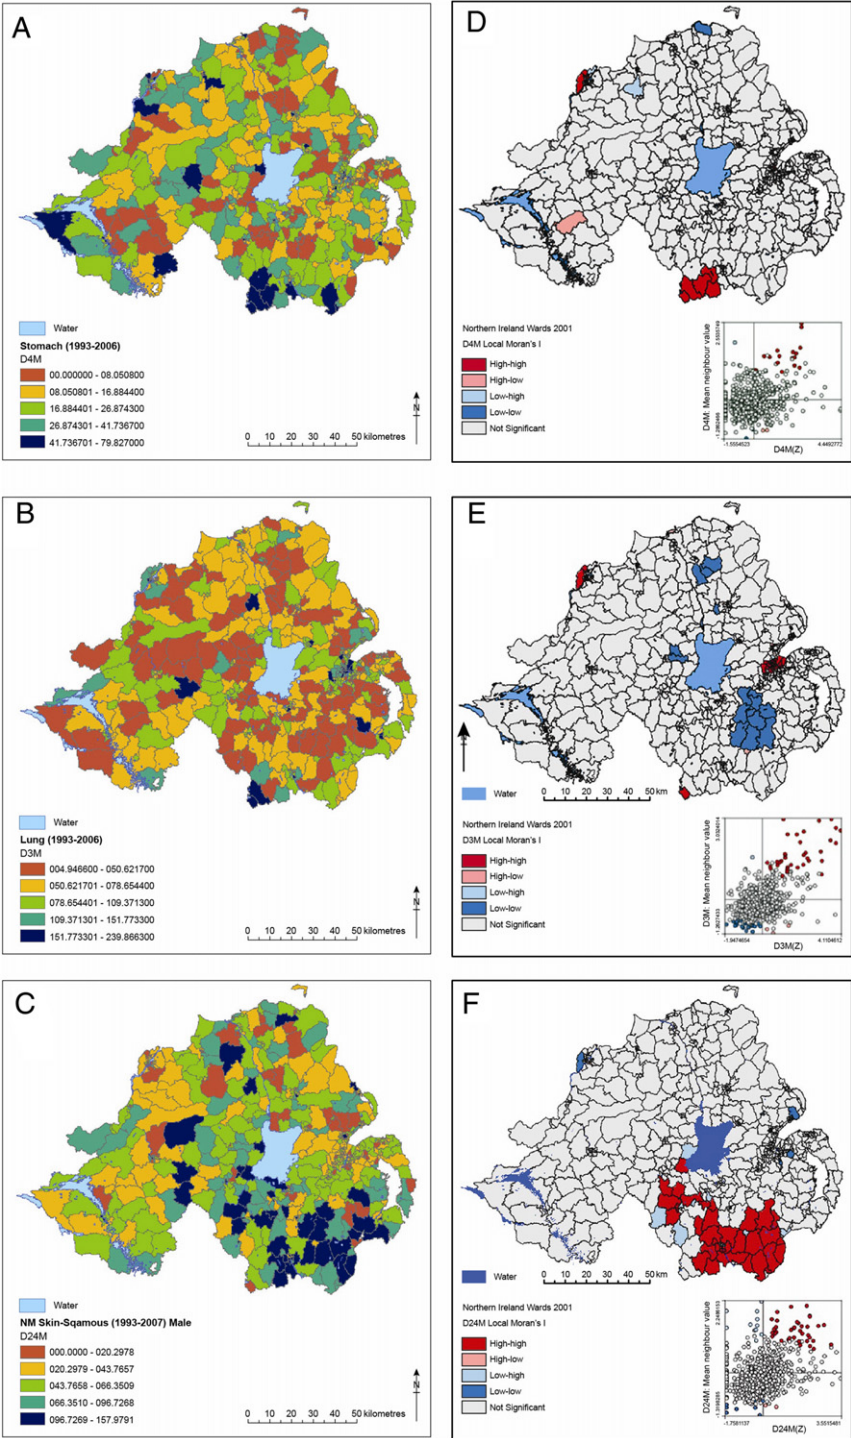 A
Water
Stomach (1993-2006)
D4M
00.000000 - 08.050800
08.050801 - 16.884400
16.884401 - 26.874300
26.874301 - 41.736700
41.736701 - 79.827000
N
0 10 20 30 40 50 kilometres
D
Northern Ireland Wards 2001
D4M Local Moran's I
High-high
High-low
Low-high
Low-low
Not Significant
D4M: Mean neighbour value
-1.5554523 4.4492772
D4M(Z)
B
Water
Lung (1993-2006)
D3M
004.946600 - 050.621700
050.621701 - 078.654400
078.654401 - 109.371300
109.371301 - 151.773300
151.773301 - 239.866300
N
0 10 20 30 40 50 kilometres
E
N
Water
0 10 20 30 40 50 km
Northern Ireland Wards 2001
D3M Local Moran's I
High-high
High-low
Low-high
Low-low
Not Significant
D3M: Mean neighbour value
-1.9474654 4.1104612
D3M(Z)
C
Water
NM Skin-Sqamous (1993-2007) Male
D24M
000.0000 - 020.2978
020.2979 - 043.7657
043.7658 - 066.3509
066.3510 - 096.7268
096.7269 - 157.9791
N
0 10 20 30 40 50 kilometres
F
Water
0 10 20 30 40 50 km
Northern Ireland Wards 2001
D24M Local Moran's I
High-high
High-low
Low-high
Low-low
Not Significant
D24M: Mean neighbour value
-1.7581137 3.5515481
D24M(Z)